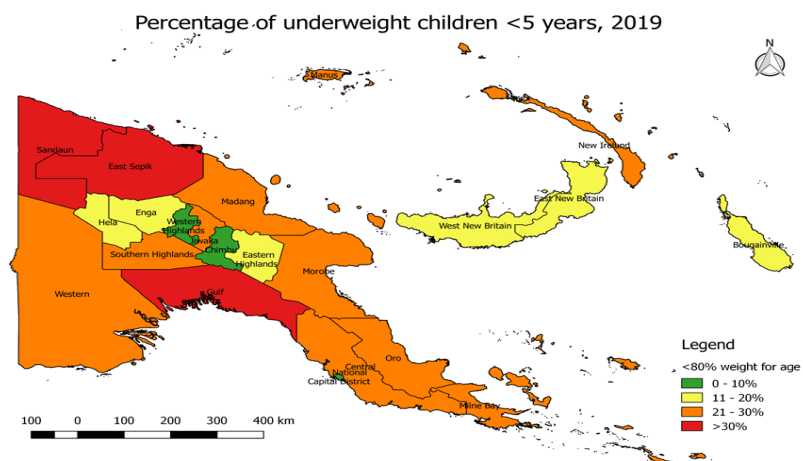 Percentage of underweight children <5 years, 2019
N
Manus
New Ireland
Sandaun
East Sepik
Madang
East New Britain
West New Britain
Bougainville
Hela
Enga
Western
Highlands
Jiwaka
Chimbu
Eastern
Highlands
Southern Highlands
Morobe
Western
Gulf
Oro
Central
National
Capital District
Milne Bay
Legend
<80% weight for age
0 - 10%
11 - 20%
21 - 30%
>30%
100 0 100 200 300 400 km